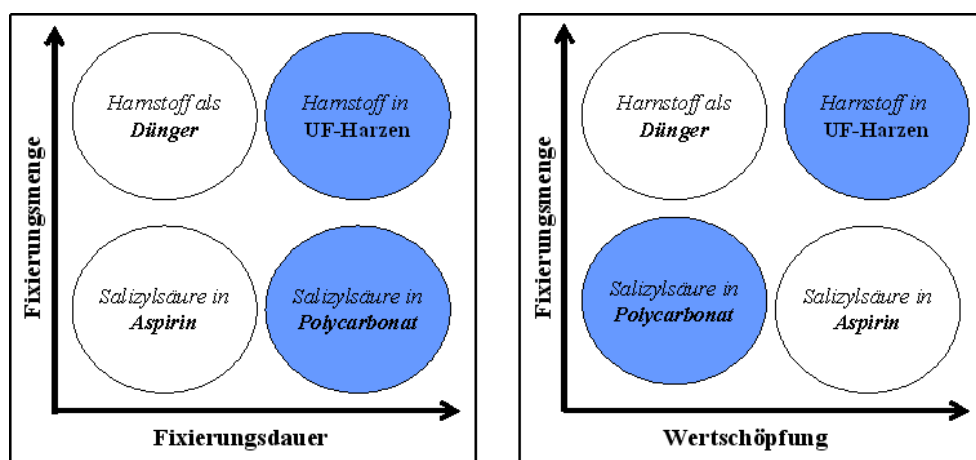 Fixierungsmenge
Harnstoff als
Dünger
Harnstoff in
UF-Harzen
Salizylsäure in
Aspirin
Salizylsäure in
Polycarbonat
Fixierungsdauer
Fixierungsmenge
Harnstoff als
Dünger
Harnstoff in
UF-Harzen
Salizylsäure in
Polycarbonat
Salizylsäure in
Aspirin
Wertschöpfung